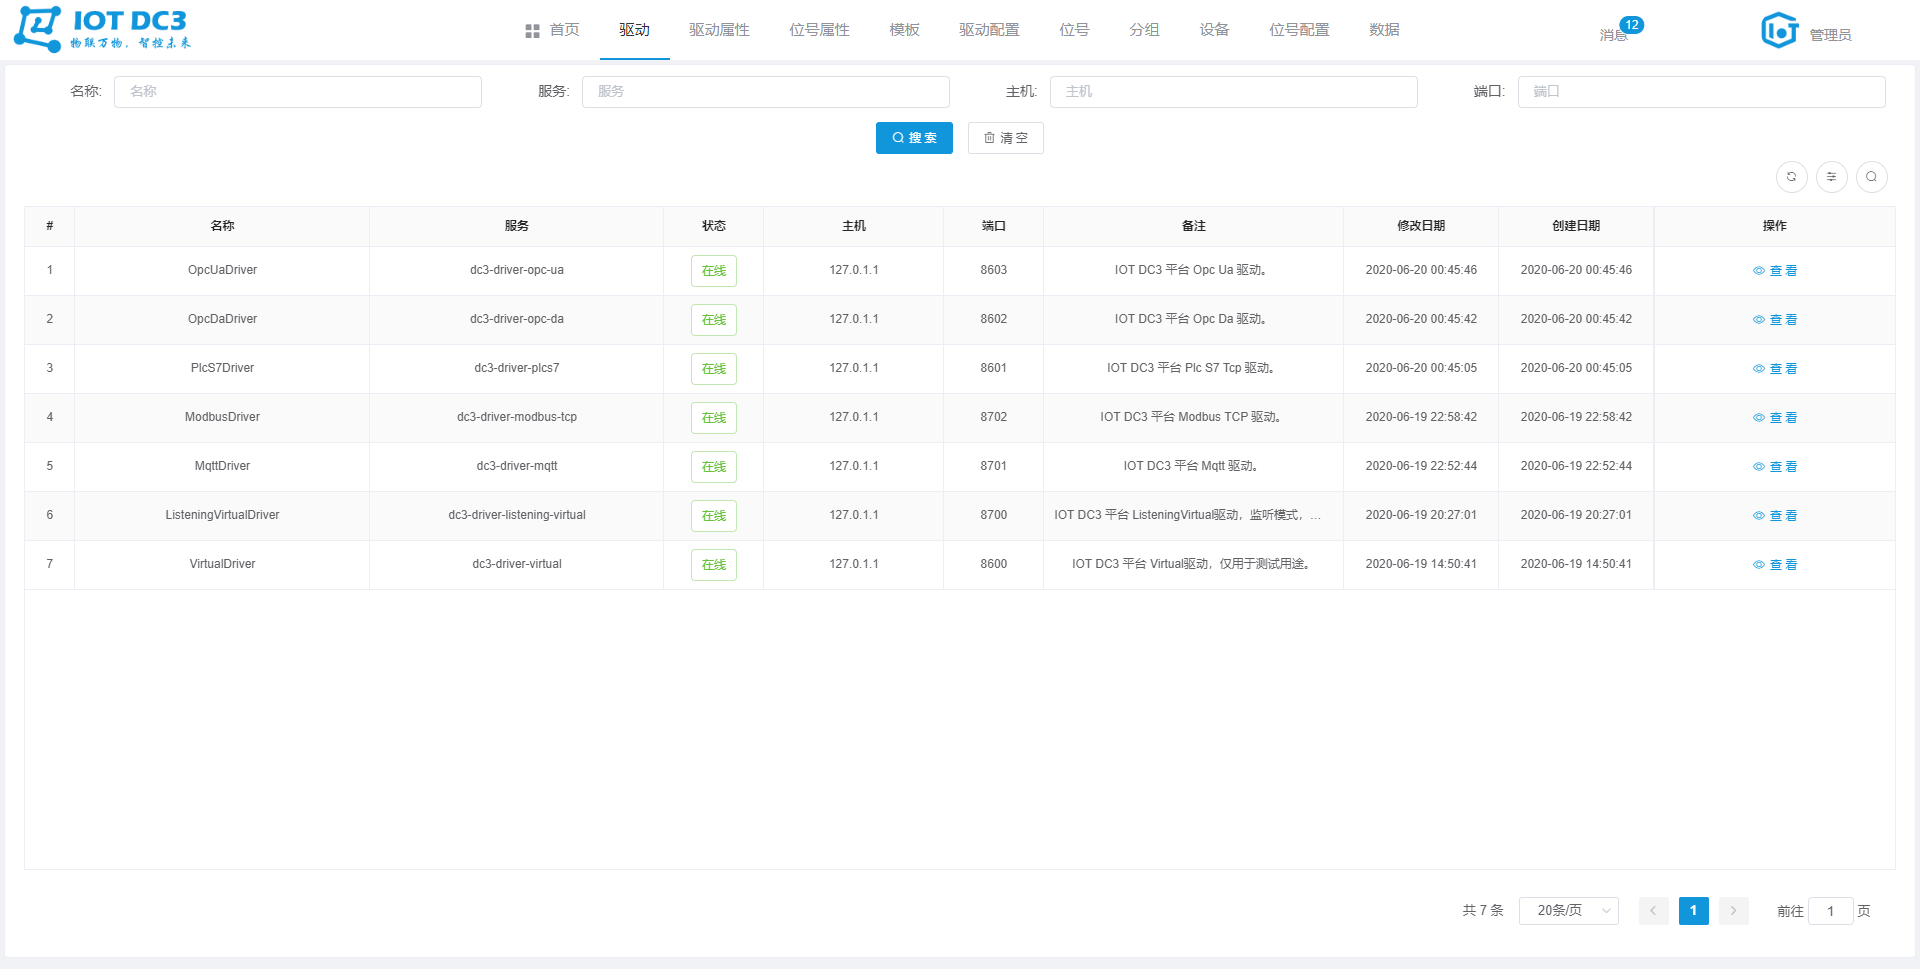 IOT DC3
物联万物，智控未来
首页 驱动 驱动属性 位号属性 模板 驱动配置 位号 分组 设备 位号配置 数据 消息 12 管理员
名称: 名称 服务: 服务 主机: 主机 端口: 端口
搜索 清空
# 名称 服务 状态 主机 端口 备注 修改日期 创建日期 操作
1 OpcUaDriver dc3-driver-opc-ua 在线 127.0.1.1 8603 IOT DC3 平台 Opc Ua 驱动。 2020-06-20 00:45:46 2020-06-20 00:45:46 查看
2 OpcDaDriver dc3-driver-opc-da 在线 127.0.1.1 8602 IOT DC3 平台 Opc Da 驱动。 2020-06-20 00:45:42 2020-06-20 00:45:42 查看
3 PlcS7Driver dc3-driver-plcs7 在线 127.0.1.1 8601 IOT DC3 平台 Plc S7 Tcp 驱动。 2020-06-20 00:45:05 2020-06-20 00:45:05 查看
4 ModbusDriver dc3-driver-modbus-tcp 在线 127.0.1.1 8702 IOT DC3 平台 Modbus TCP 驱动。 2020-06-19 22:58:42 2020-06-19 22:58:42 查看
5 MqttDriver dc3-driver-mqtt 在线 127.0.1.1 8701 IOT DC3 平台 Mqtt 驱动。 2020-06-19 22:52:44 2020-06-19 22:52:44 查看
6 ListeningVirtualDriver dc3-driver-listening-virtual 在线 127.0.1.1 8700 IOT DC3 平台 ListeningVirtual驱动，监听模式，... 2020-06-19 20:27:01 2020-06-19 20:27:01 查看
7 VirtualDriver dc3-driver-virtual 在线 127.0.1.1 8600 IOT DC3 平台 Virtual驱动，仅用于测试用途。 2020-06-19 14:50:41 2020-06-19 14:50:41 查看
共 7 条 20条/页 1 前往 1 页